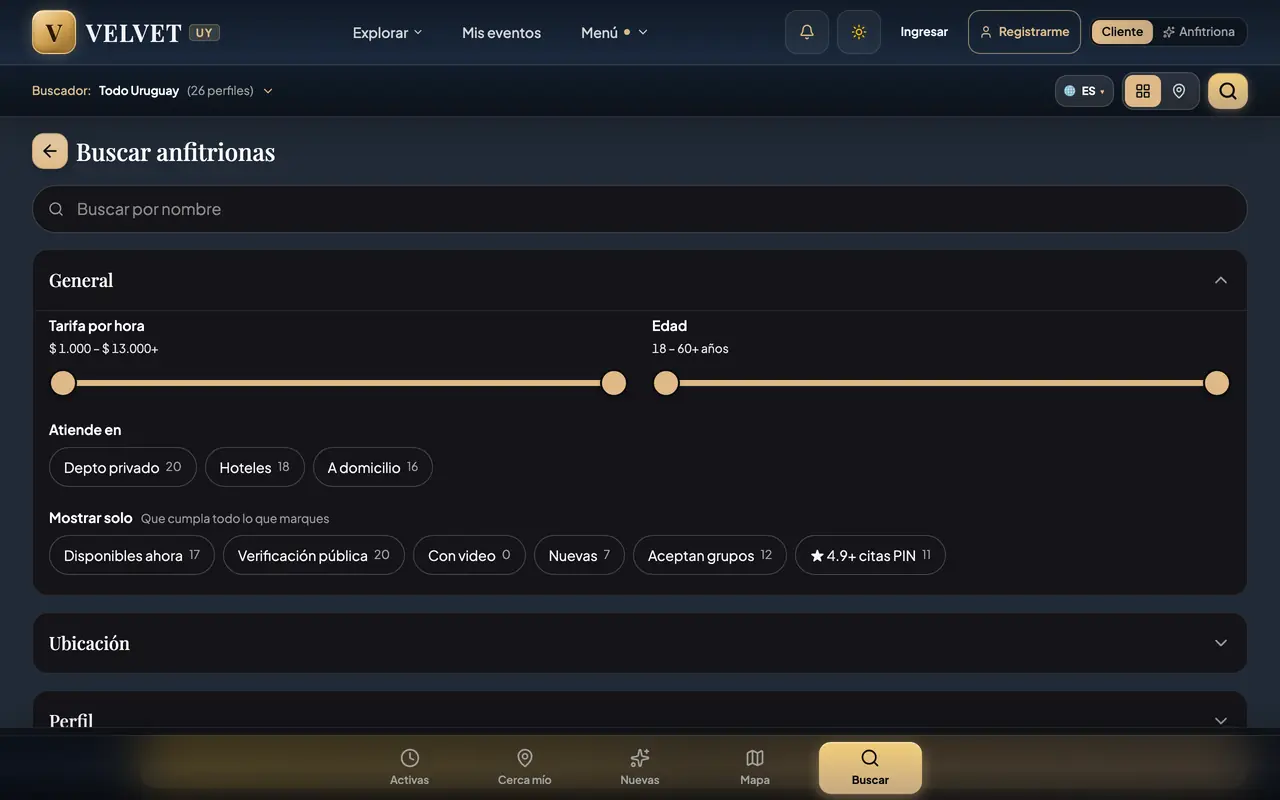 V VELVET UY
Explorar
Mis eventos
Menú
Ingresar
Registrarme
Cliente
Anfitriona
Buscador: Todo Uruguay (26 perfiles)
ES
Buscar anfitrionas
Buscar por nombre
General
Tarifa por hora
$ 1.000 – $ 13.000+
Edad
18 – 60+ años
Atiende en
Depto privado 20
Hoteles 18
A domicilio 16
Mostrar solo Que cumpla todo lo que marques
Disponibles ahora 17
Verificación pública 20
Con video 0
Nuevas 7
Aceptan grupos 12
★ 4.9+ citas PIN 11
Ubicación
Perfil
Activas
Cerca mío
Nuevas
Mapa
Buscar